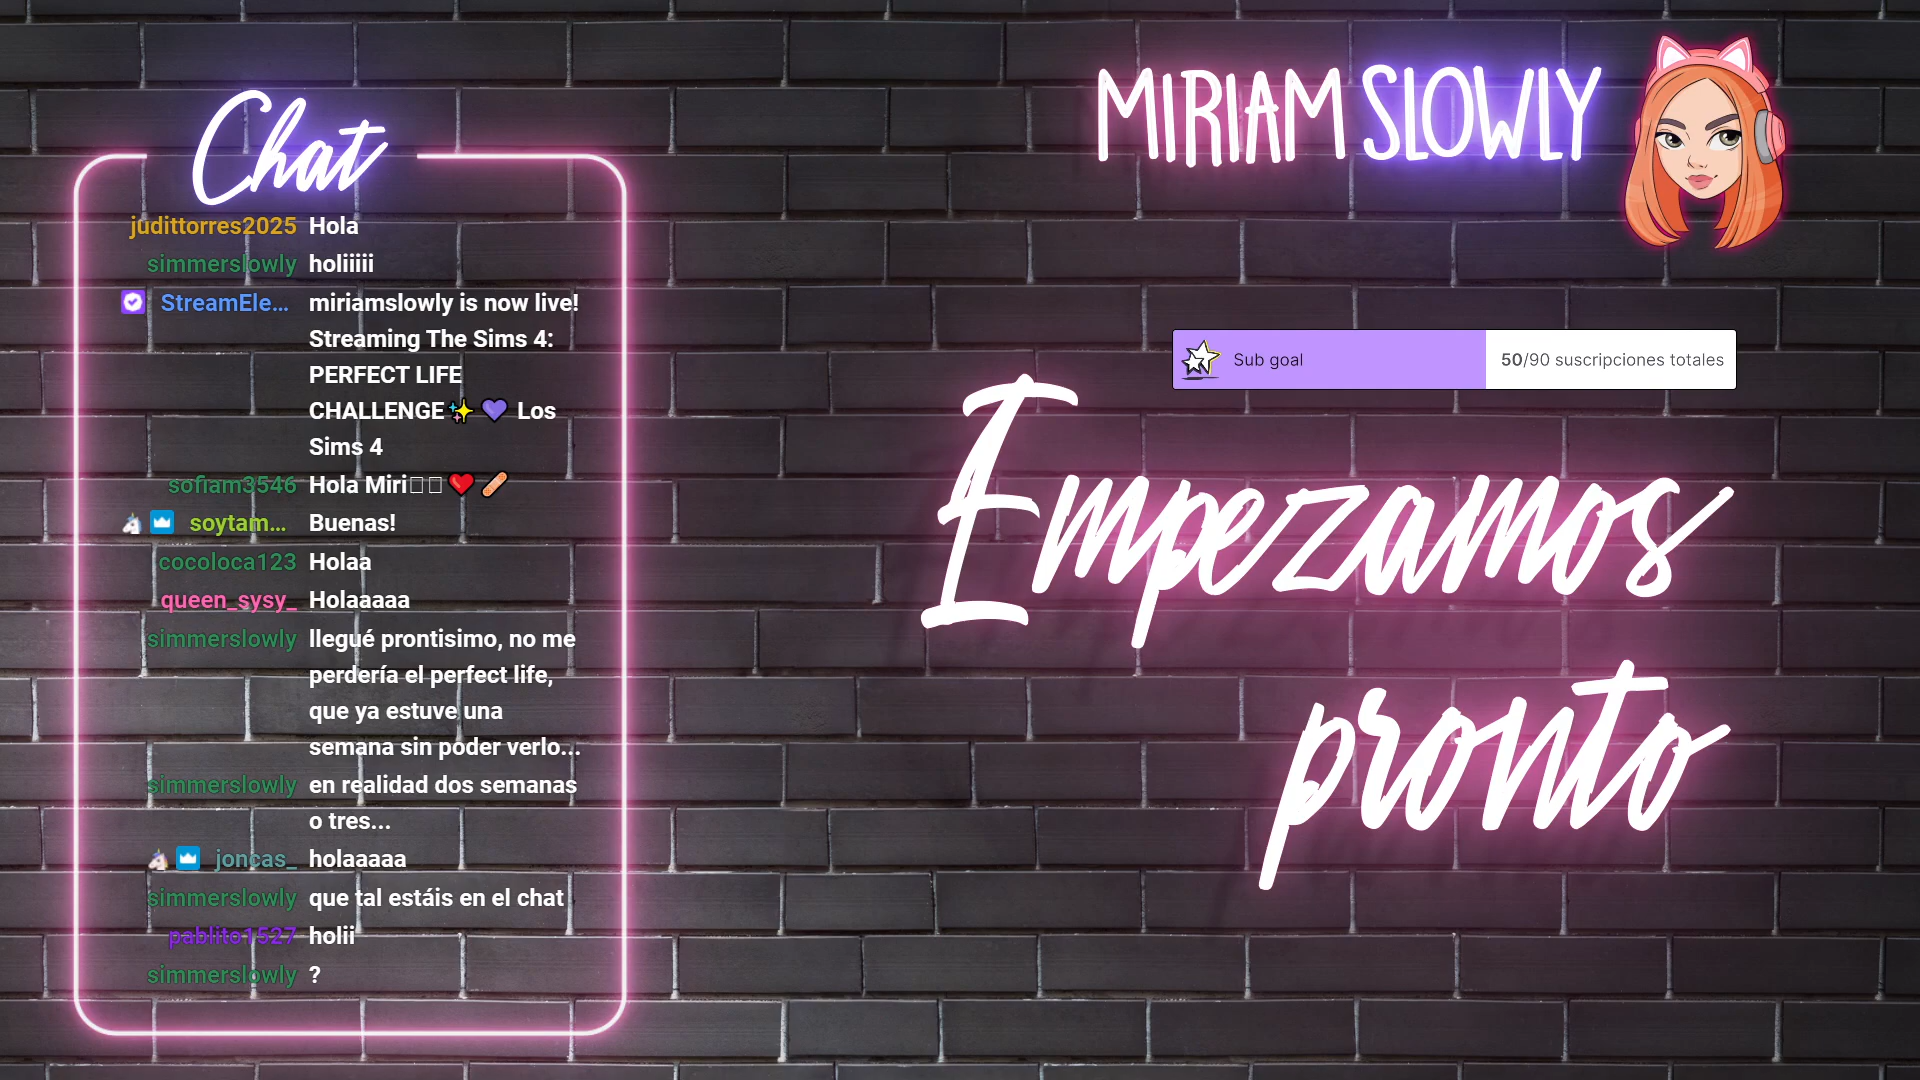 MIRIAM SLOWLY
Chat
judittorres2025 Hola
simmerslowly holiiiii
StreamEle... miriamslowly is now live!
Streaming The Sims 4:
PERFECT LIFE
CHALLENGE✨💜 Los
Sims 4
sofiam3546 Hola Miri❤️🩹
soytam... Buenas!
cocoloca123 Holaa
queen_sysy_ Holaaaaa
simmerslowly llegué prontisimo, no me
perdería el perfect life,
que ya estuve una
semana sin poder verlo...
simmerslowly en realidad dos semanas
o tres...
joncas_ holaaaaa
simmerslowly que tal estáis en el chat
pablito1527 holii
simmerslowly ?
Sub goal 50/90 suscripciones totales
Empezamos
pronto